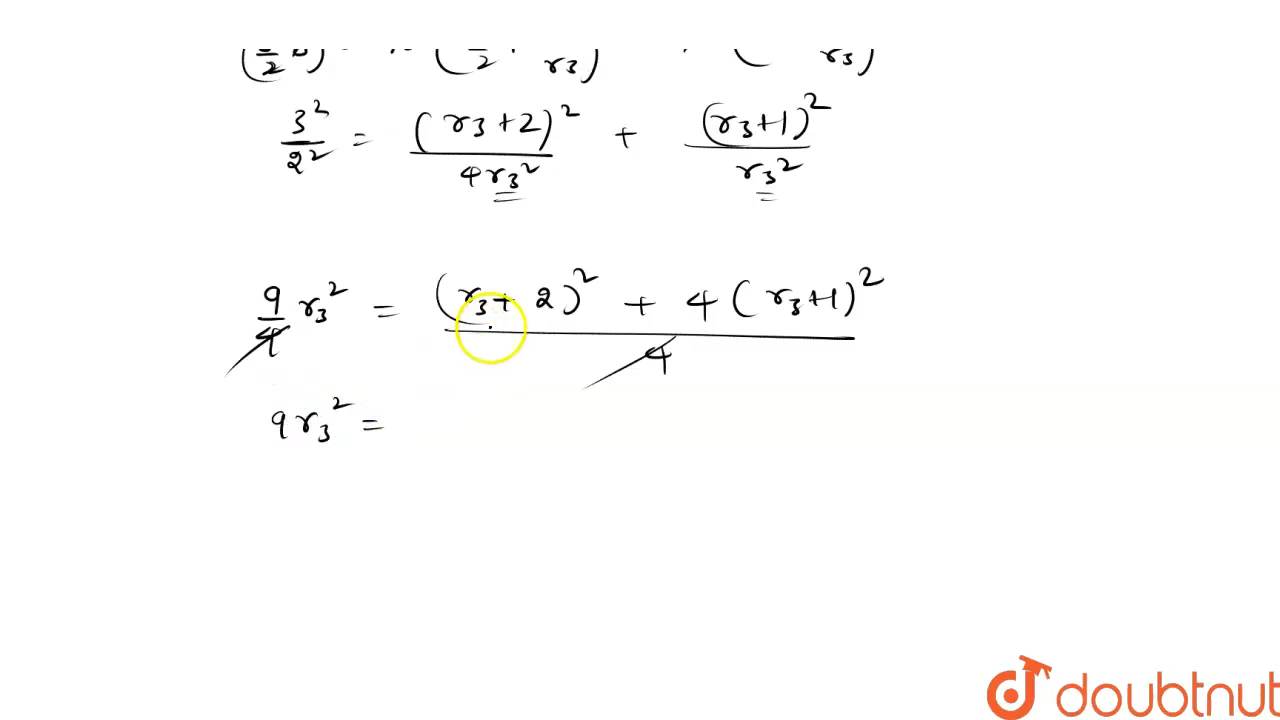 3²/2² = (r3+2)²/4r3² + (r3+1)²/r3²
9/4 r3² = (r3+2)² + 4(r3+1)²/4
9r3² =
doubtnut